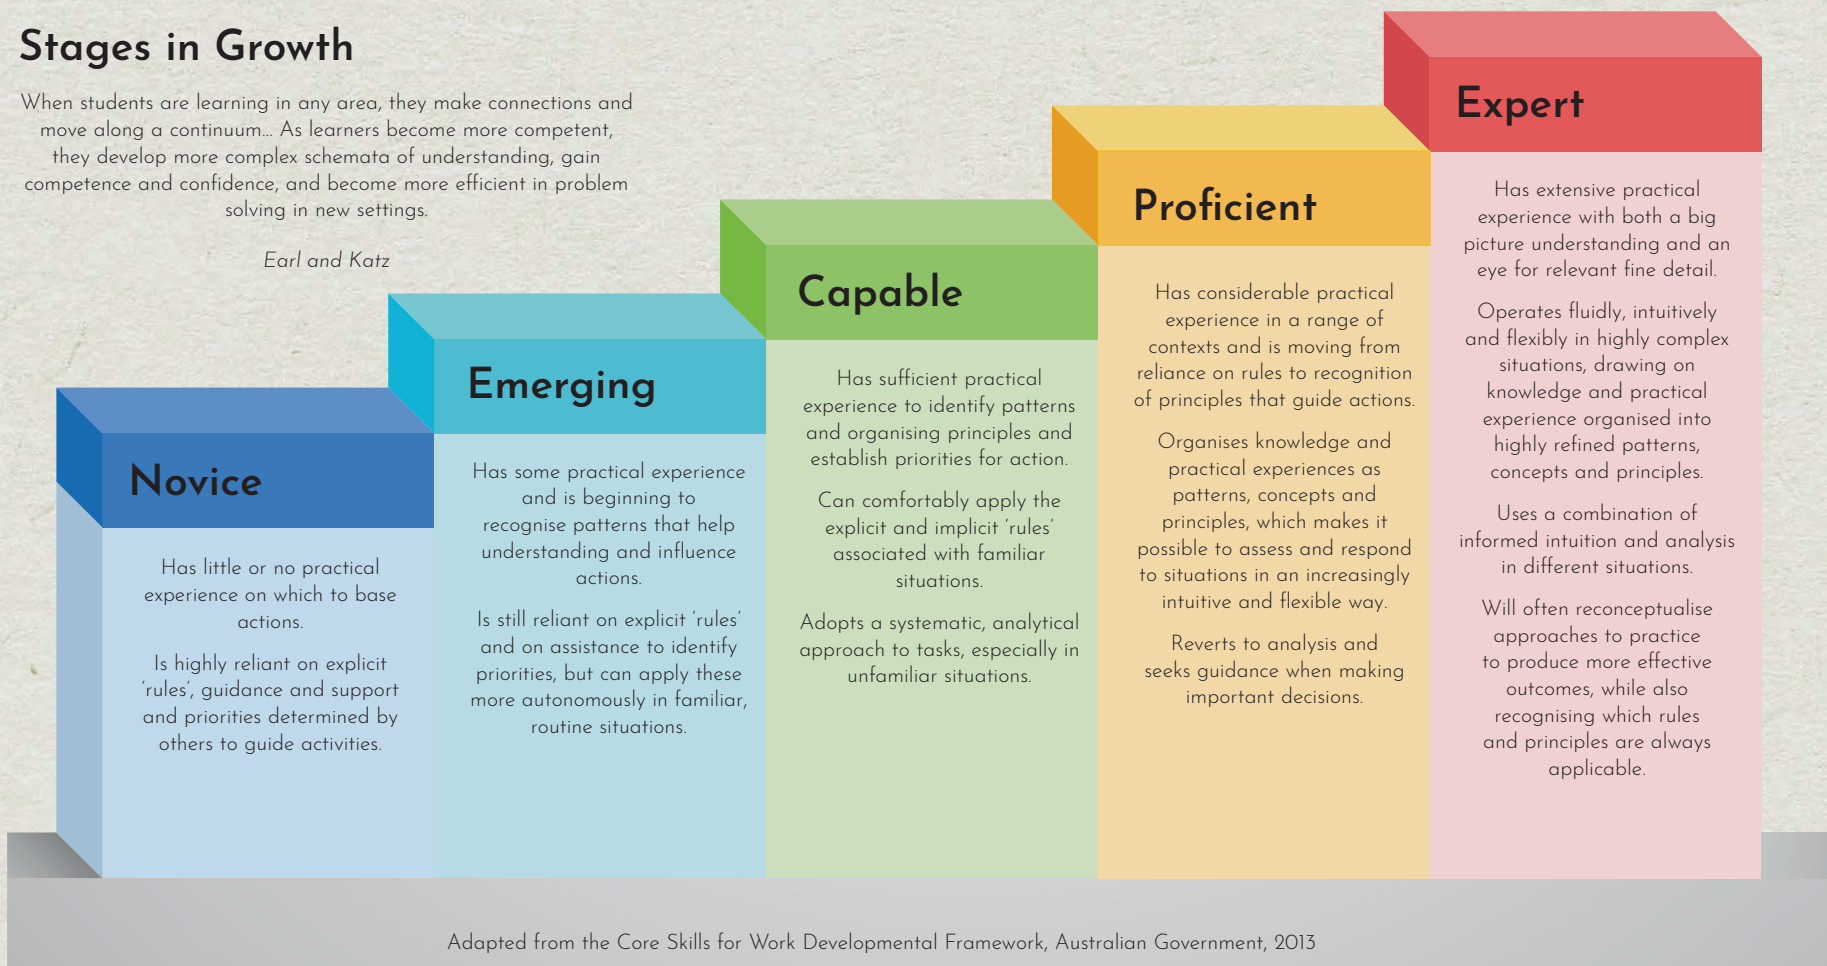 Stages in Growth
When students are learning in any area, they make connections and
move along a continuum... As learners become more competent,
they develop more complex schemata of understanding, gain
competence and confidence, and become more efficient in problem
solving in new settings.
Earl and Katz
Novice
Has little or no practical
experience on which to base
actions.
Is highly reliant on explicit
‘rules’, guidance and support
and priorities determined by
others to guide activities.
Emerging
Has some practical experience
and is beginning to
recognise patterns that help
understanding and influence
actions.
Is still reliant on explicit ‘rules’
and on assistance to identify
priorities, but can apply these
more autonomously in familiar,
routine situations.
Capable
Has sufficient practical
experience to identify patterns
and organising principles and
establish priorities for action.
Can comfortably apply the
explicit and implicit ‘rules’
associated with familiar
situations.
Adopts a systematic, analytical
approach to tasks, especially in
unfamiliar situations.
Proficient
Has considerable practical
experience in a range of
contexts and is moving from
reliance on rules to recognition
of principles that guide actions.
Organises knowledge and
practical experiences as
patterns, concepts and
principles, which makes it
possible to assess and respond
to situations in an increasingly
intuitive and flexible way.
Reverts to analysis and
seeks guidance when making
important decisions.
Expert
Has extensive practical
experience with both a big
picture understanding and an
eye for relevant fine detail.
Operates fluidly, intuitively
and flexibly in highly complex
situations, drawing on
knowledge and practical
experience organised into
highly refined patterns,
concepts and principles.
Uses a combination of
informed intuition and analysis
in different situations.
Will often reconceptualise
approaches to practice
to produce more effective
outcomes, while also
recognising which rules
and principles are always
applicable.
Adapted from the Core Skills for Work Developmental Framework, Australian Government, 2013